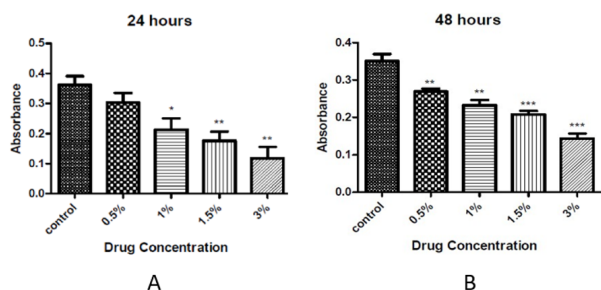 24 hours
Absorbance
0.5
0.4
0.3
0.2
0.1
0.0
*
**
**
control
0.5%
1%
1.5%
3%
Drug Concentration
A
48 hours
Absorbance
0.4
0.3
0.2
0.1
0.0
**
**
***
***
control
0.5%
1%
1.5%
3%
Drug Concentration
B